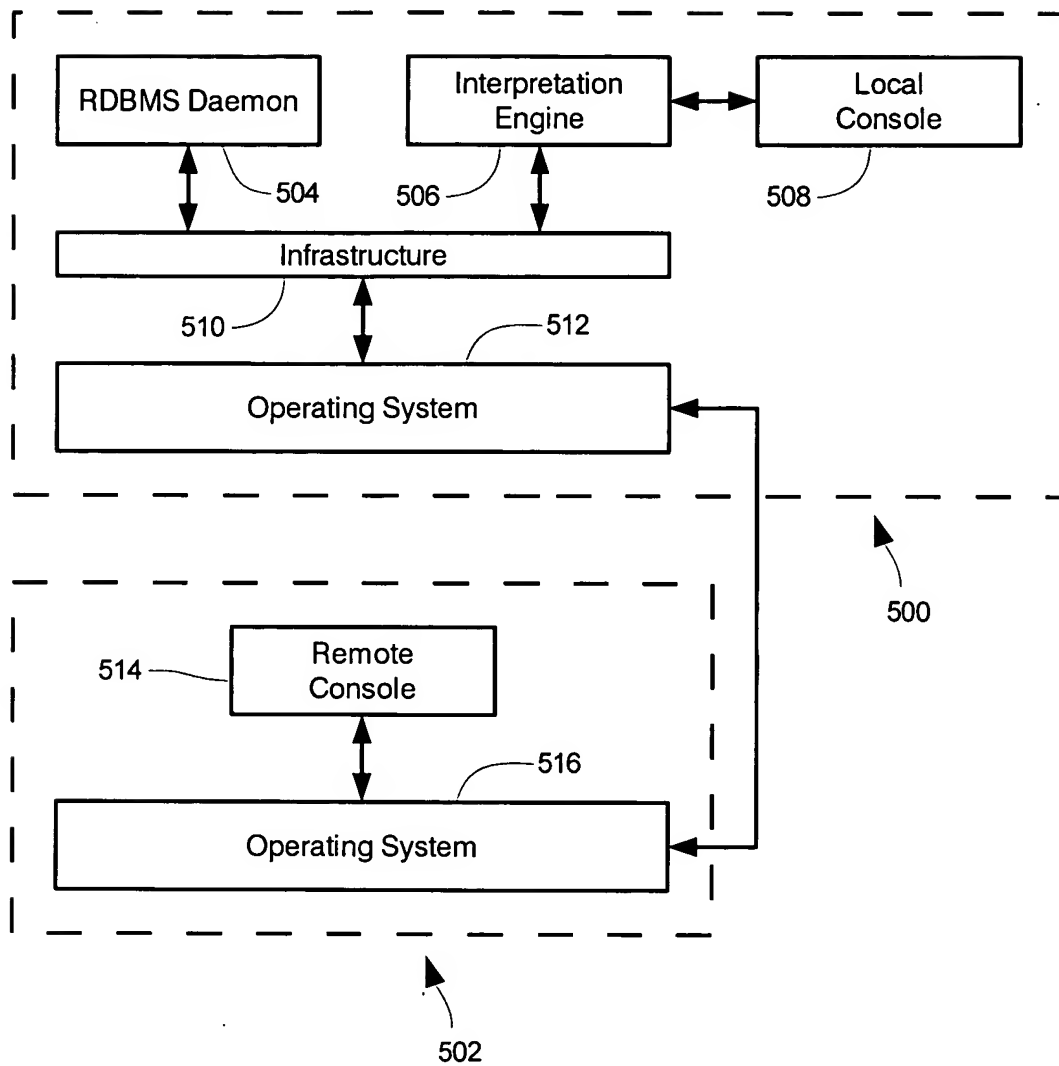 RDBMS Daemon
Interpretation
Engine
Local
Console
504
506
508
Infrastructure
510
512
Operating System
500
514
Remote
Console
516
Operating System
502